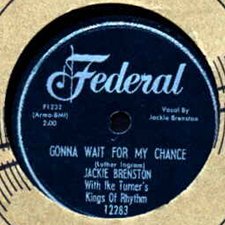 Federal
F1232
(Armo-BMI)
2:00
Vocal By
Jackie Brenston
GONNA WAIT FOR MY CHANCE
(Luther Ingram)
JACKIE BRENSTON
With Ike Turner's
Kings Of Rhythm
12283